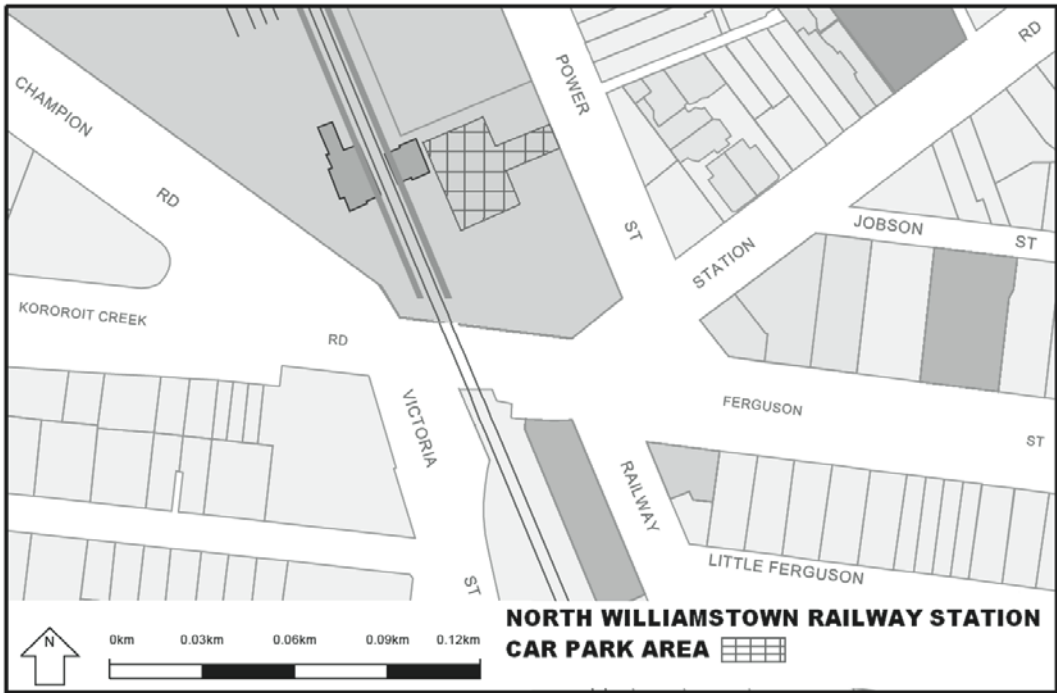 RD
POWER
CHAMPION
RD
ST
JOBSON
ST
STATION
KOROROIT CREEK
RD
FERGUSON
ST
VICTORIA
RAILWAY
LITTLE FERGUSON
ST
N
0km 0.03km 0.06km 0.09km 0.12km
NORTH WILLIAMSTOWN RAILWAY STATION
CAR PARK AREA